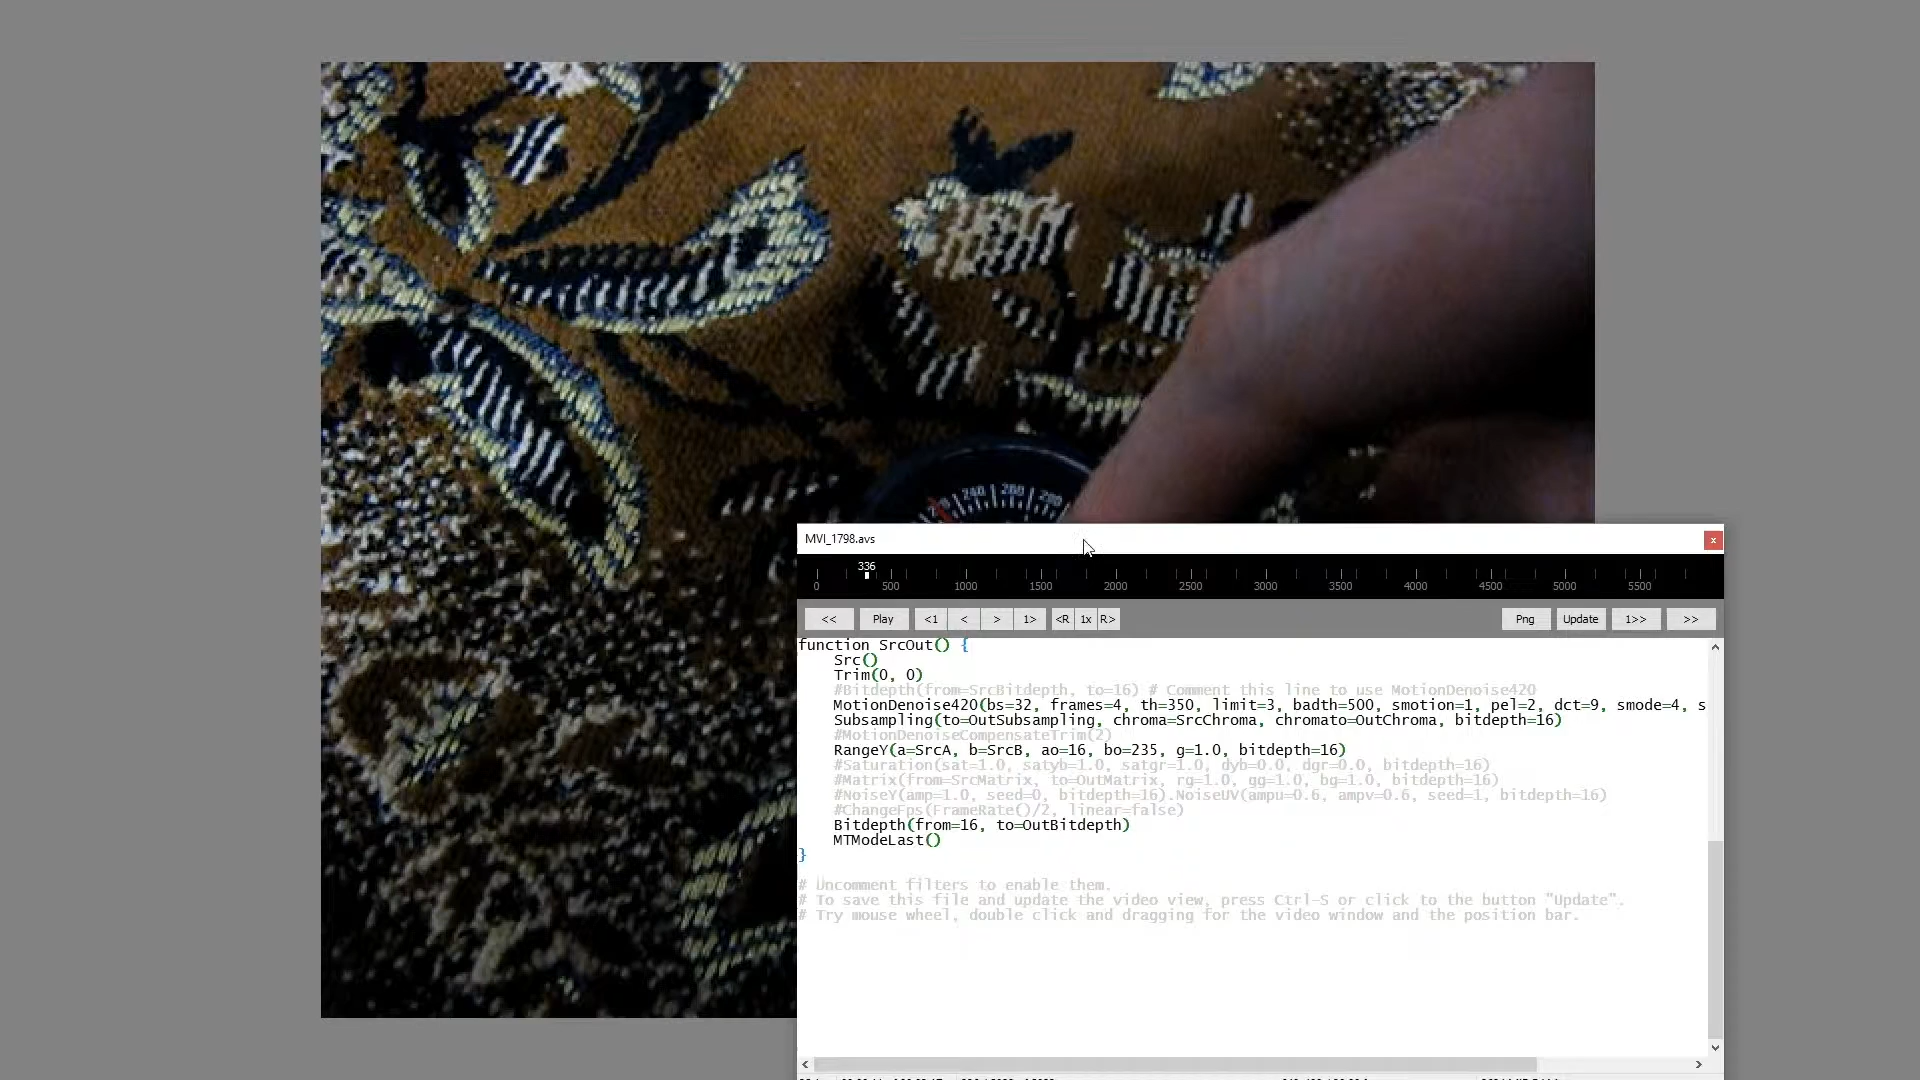 240 260 280
MVI_1798.avs
x
336
0 500 1000 1500 2000 2500 3000 3500 4000 4500 5000 5500
<< Play <1 < > 1> <R 1x R> Png Update 1>> >>
function SrcOut() {
Src()
Trim(0, 0)
#Bitdepth(from=SrcBitdepth, to=16) # Comment this line to use MotionDenoise420
MotionDenoise420(bs=32, frames=4, th=350, limit=3, badth=500, smotion=1, pel=2, dct=9, smode=4, s
Subsampling(to=OutSubsampling, chroma=SrcChroma, chromato=OutChroma, bitdepth=16)
#MotionDenoiseCompensateTrim(2)
RangeY(a=SrcA, b=SrcB, ao=16, bo=235, g=1.0, bitdepth=16)
#Saturation(sat=1.0, satyb=1.0, satgr=1.0, dyb=0.0, dgr=0.0, bitdepth=16)
#Matrix(from=SrcMatrix, to=OutMatrix, rg=1.0, gg=1.0, bg=1.0, bitdepth=16)
#NoiseY(amp=1.0, seed=0, bitdepth=16).NoiseUV(ampu=0.6, ampv=0.6, seed=1, bitdepth=16)
#ChangeFps(FrameRate()/2, linear=false)
Bitdepth(from=16, to=OutBitdepth)
MTModeLast()
}
# Uncomment filters to enable them.
# To save this file and update the video view, press Ctrl-S or click to the button "Update".
# Try mouse wheel, double click and dragging for the video window and the position bar.